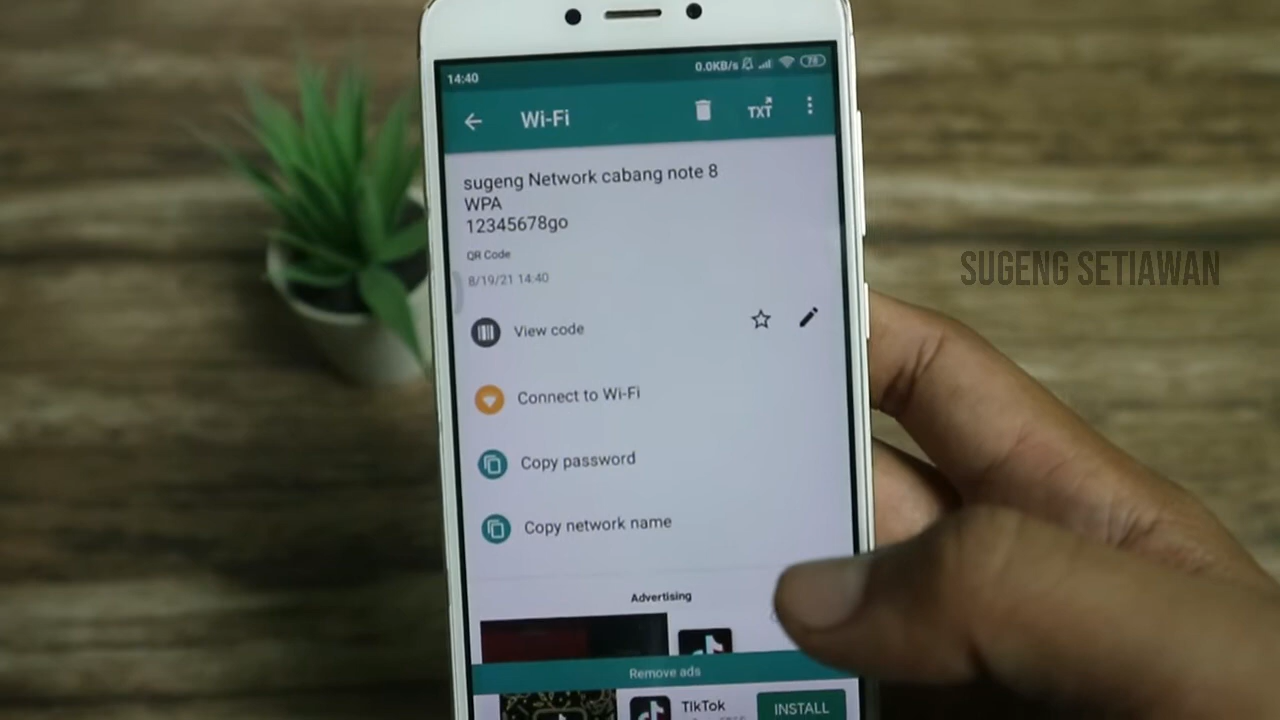 14:40
0.0KB/s
78
Wi-Fi
TXT
sugeng Network cabang note 8
WPA
12345678go
QR Code
8/19/21 14:40
SUGENG SETIAWAN
View code
Connect to Wi-Fi
Copy password
Copy network name
Advertising
Remove ads
TikTok
INSTALL